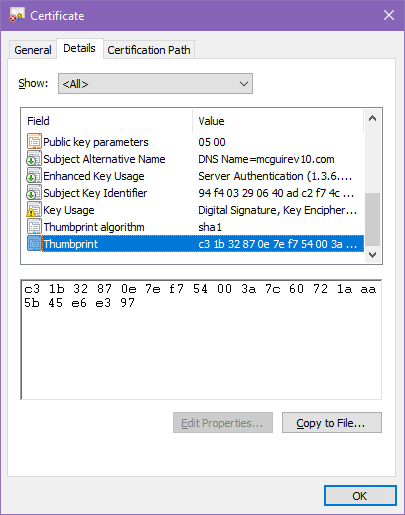 Certificate
General Details Certification Path
Show: <All>
Field Value
Public key parameters 05 00
Subject Alternative Name DNS Name=mcguirev10.com
Enhanced Key Usage Server Authentication (1.3.6....
Subject Key Identifier 94 f4 03 29 06 40 ad c2 f7 4c ...
Key Usage Digital Signature, Key Encipher...
Thumbprint algorithm sha1
Thumbprint c3 1b 32 87 0e 7e f7 54 00 3a ...
c3 1b 32 87 0e 7e f7 54 00 3a 7c 60 72 1a aa
5b 45 e6 e3 97
Edit Properties... Copy to File...
OK